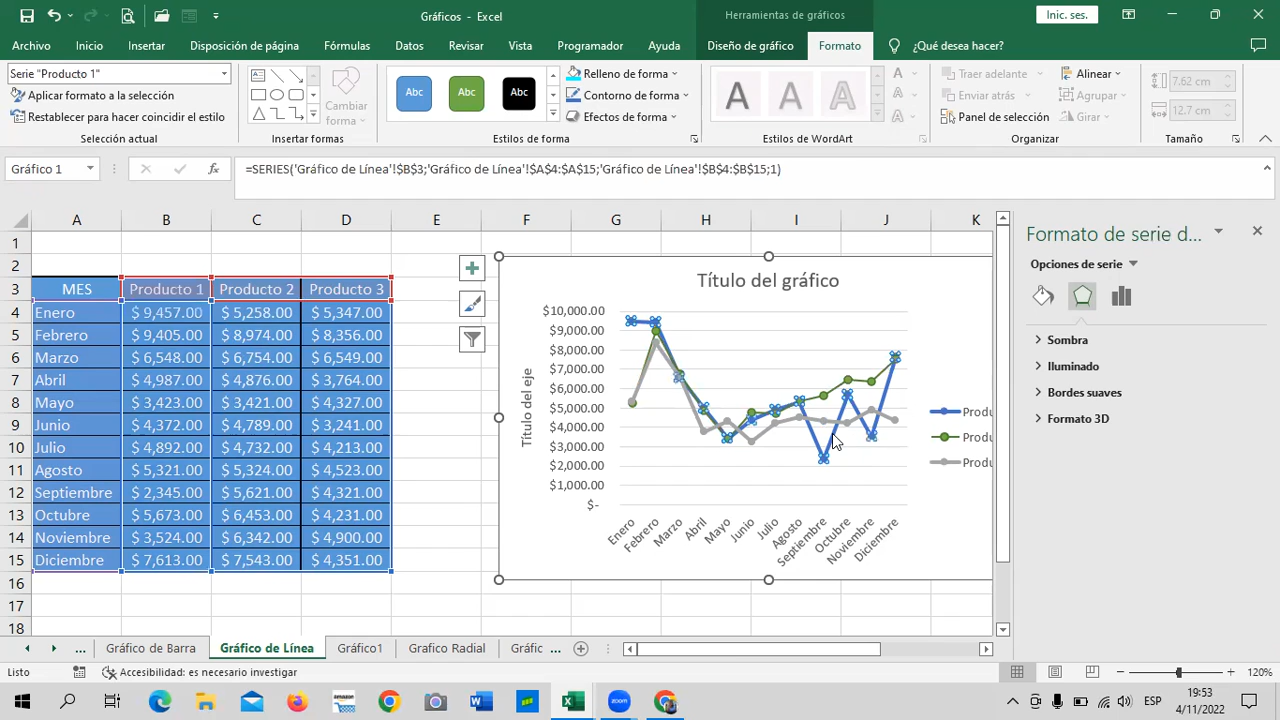 Gráficos - Excel
Herramientas de gráfico
Inic. ses.
Archivo Inicio Insertar Disposición de página Fórmulas Datos Revisar Vista Programador Ayuda Diseño de gráfico Formato ¿Qué desea hacer?
Serie "Producto 1"
Aplicar formato a la selección
Restablecer para hacer coincidir el estilo
Selección actual
Cambiar forma
Insertar formas
Abc Abc Abc
Relleno de forma
Contorno de forma
Efectos de forma
Estilos de forma
A A A
Estilos de WordArt
Traer adelante
Enviar atrás
Panel de selección
Alinear
Agrupar
Girar
Organizar
7.62 cm
12.7 cm
Tamaño
Gráfico 1
=SERIES('Gráfico de Línea'!$B$3;'Gráfico de Línea'!$A$4:$A$15;'Gráfico de Línea'!$B$4:$B$15;1)
A B C D E F G H I J K
1
2
3 MES Producto 1 Producto 2 Producto 3
4 Enero $ 9,457.00 $ 5,258.00 $ 5,347.00
5 Febrero $ 9,405.00 $ 8,974.00 $ 8,356.00
6 Marzo $ 6,548.00 $ 6,754.00 $ 6,549.00
7 Abril $ 4,987.00 $ 4,876.00 $ 3,764.00
8 Mayo $ 3,423.00 $ 3,421.00 $ 4,287.00
9 Junio $ 4,372.00 $ 4,789.00 $ 3,240.00
10 Julio $ 4,892.00 $ 4,732.00 $ 4,213.00
11 Agosto $ 5,321.00 $ 5,324.00 $ 4,523.00
12 Septiembre $ 2,345.00 $ 5,621.00 $ 4,321.00
13 Octubre $ 5,673.00 $ 6,453.00 $ 4,231.00
14 Noviembre $ 3,524.00 $ 6,342.00 $ 4,900.00
15 Diciembre $ 7,613.00 $ 7,543.00 $ 4,351.00
16
17
18
Título del gráfico
Título del eje
$10,000.00
$9,000.00
$8,000.00
$7,000.00
$6,000.00
$5,000.00
$4,000.00
$3,000.00
$2,000.00
$1,000.00
$-
Enero Febrero Marzo Abril Mayo Junio Julio Agosto Septiembre Octubre Noviembre Diciembre
Produ
Produ
Produ
Formato de serie d...
Opciones de serie
Sombra
Iluminado
Bordes suaves
Formato 3D
... Gráfico de Barra Gráfico de Línea Gráfico1 Grafico Radial Gráfic ...
Listo
Accesibilidad: es necesario investigar
120%
ESP
19:53
4/11/2022